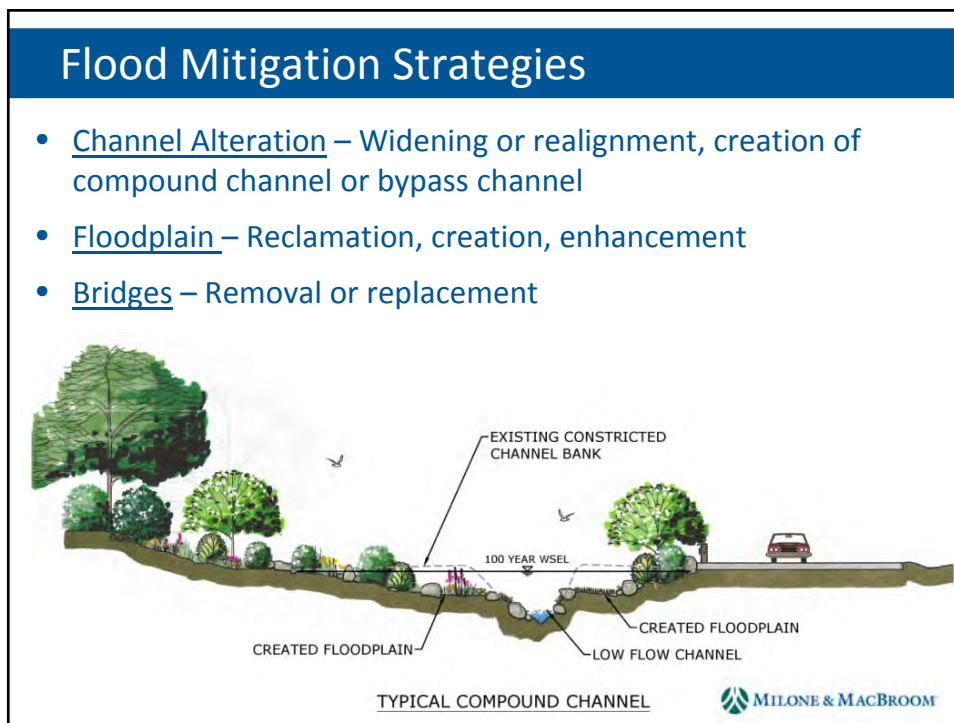 Flood Mitigation Strategies
• Channel Alteration – Widening or realignment, creation of
compound channel or bypass channel
• Floodplain – Reclamation, creation, enhancement
• Bridges – Removal or replacement
EXISTING CONSTRICTED
CHANNEL BANK
100 YEAR WSEL
CREATED FLOODPLAIN
LOW FLOW CHANNEL
CREATED FLOODPLAIN
TYPICAL COMPOUND CHANNEL
MILONE & MACBROOM